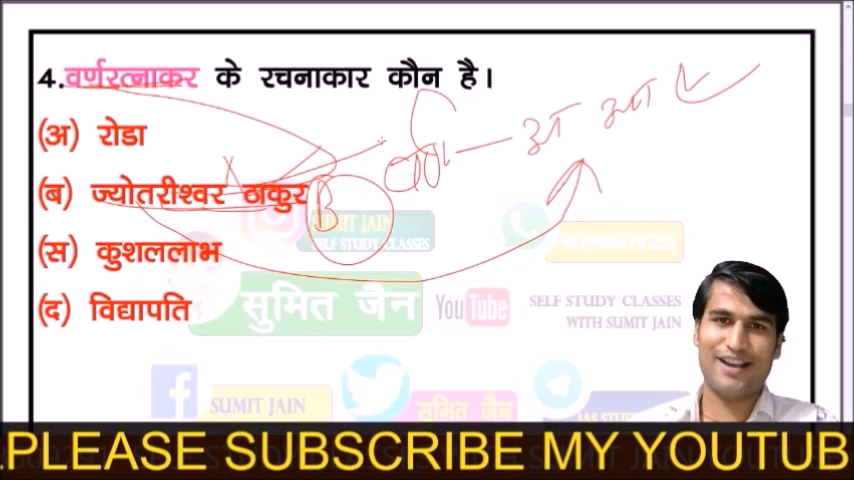 4.वर्णरत्नाकर के रचनाकार कौन है।
(अ) रोडा
(ब) ज्योतरीश्वर ठाकुर
B
(स) कुशललाभ
(द) विद्यापति
SUMIT JAIN
SELF STUDY CLASSES
सुमित जैन
YouTube
SELF STUDY CLASSES
WITH SUMIT JAIN
SUMIT JAIN
सुमित जैन
.PLEASE SUBSCRIBE MY YOUTUB